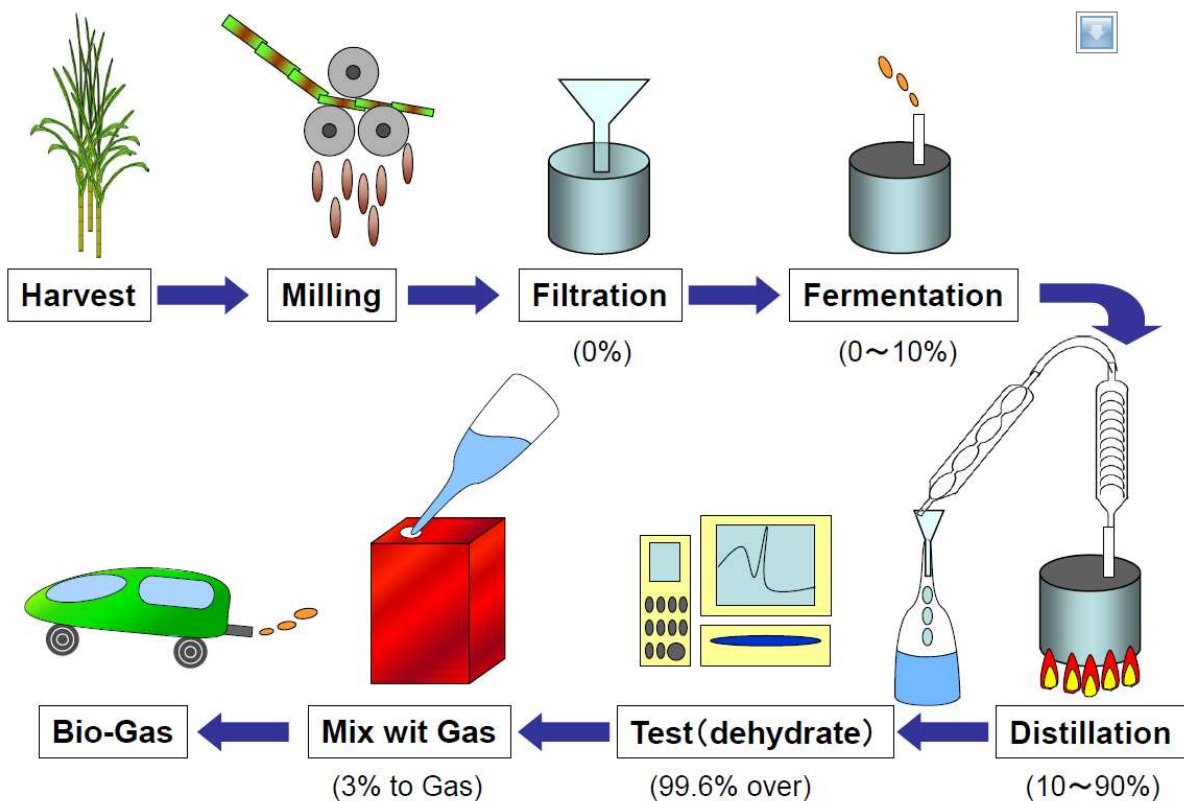 Harvest
Milling
Filtration
Fermentation
(0%)
(0～10%)
Distillation
(10～90%)
Test（dehydrate）
(99.6% over)
Mix wit Gas
(3% to Gas)
Bio-Gas